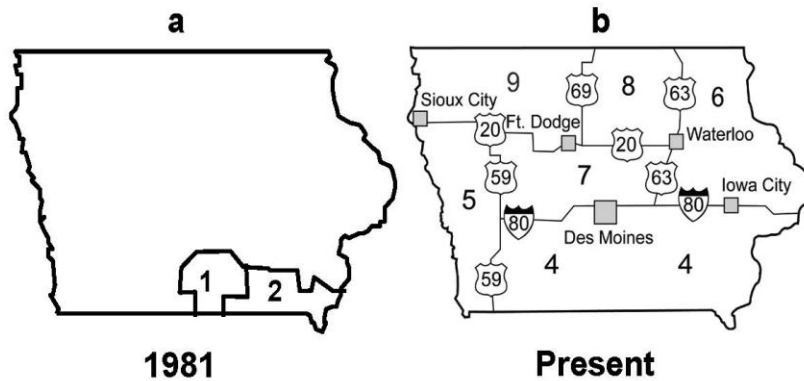 a
1
2
1981
b
9
69
8
63
6
Sioux City
20
Ft. Dodge
20
Waterloo
59
7
63
Iowa City
5
80
80
Des Moines
59
4
4
Present